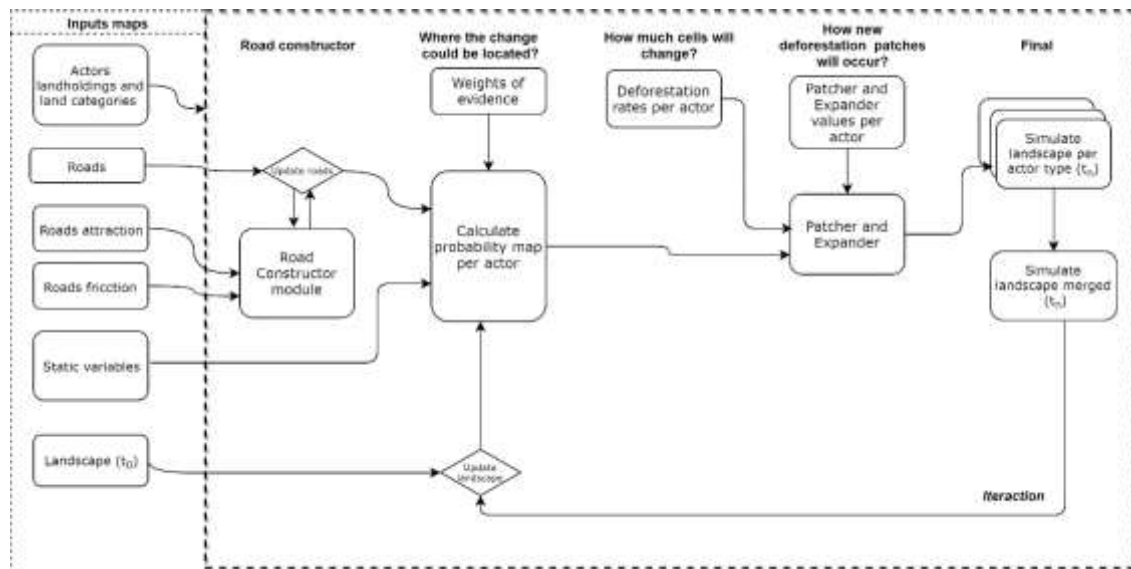 Inputs maps
Actors
landholdings and
land categories
Roads
Roads attraction
Roads friction
Static variables
Landscape (t₀)
Road constructor
Update roads
Road
Constructor
module
Where the change
could be located?
Weights of
evidence
Calculate
probability map
per actor
Update
landscape
How much cells will
change?
Deforestation
rates per actor
How new
deforestation patches
will occur?
Patcher and
Expander
values per
actor
Patcher and
Expander
Final
Simulate
landscape per
actor type (tₙ)
Simulate
landscape merged
(tₙ)
Iteraction